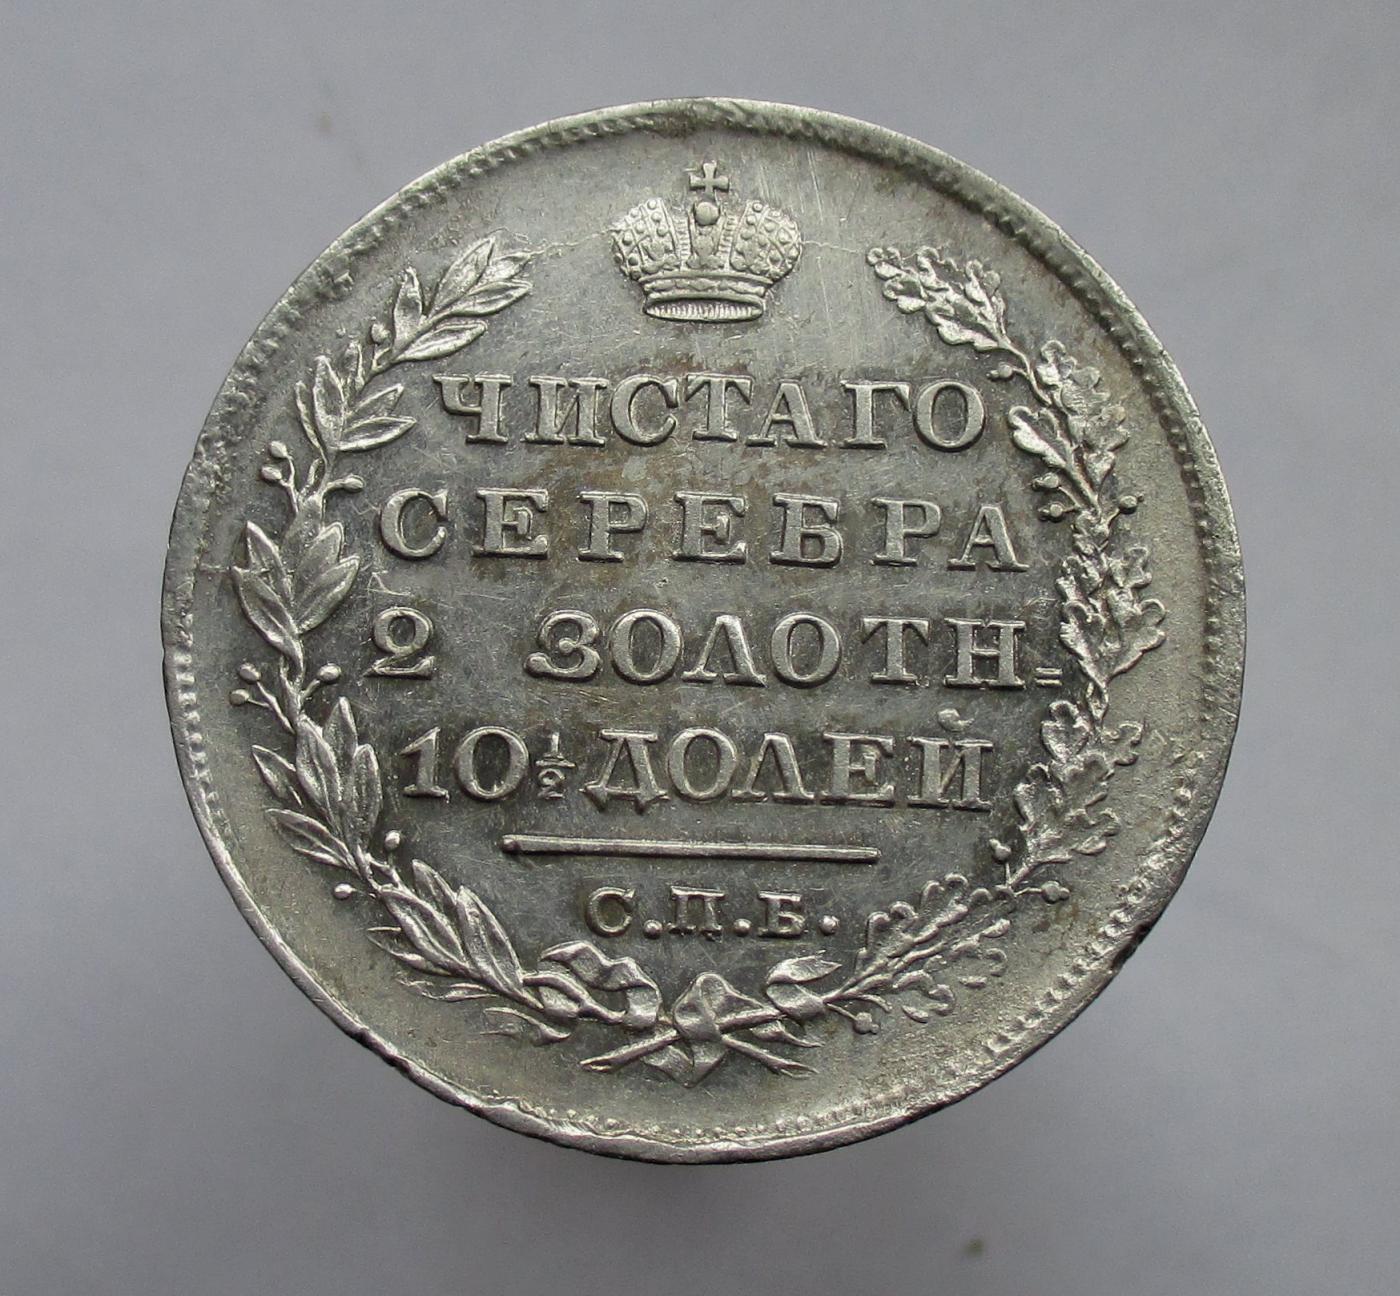 ЧИСТАГО
СЕРЕБРА
2 ЗОЛОТН=
10½ ДОЛЕЙ
С.П.Б.